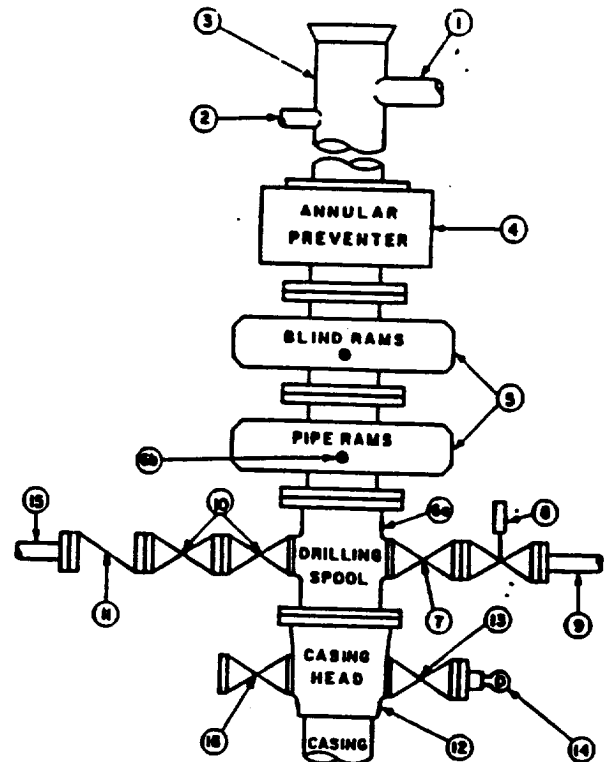 3
1
2
ANNULAR
PREVENTER
4
BLIND RAMS
5
PIPE RAMS
6b
15
10
6a
8
DRILLING
SPOOL
11
7
13
9
CASING
HEAD
16
12
14
CASING